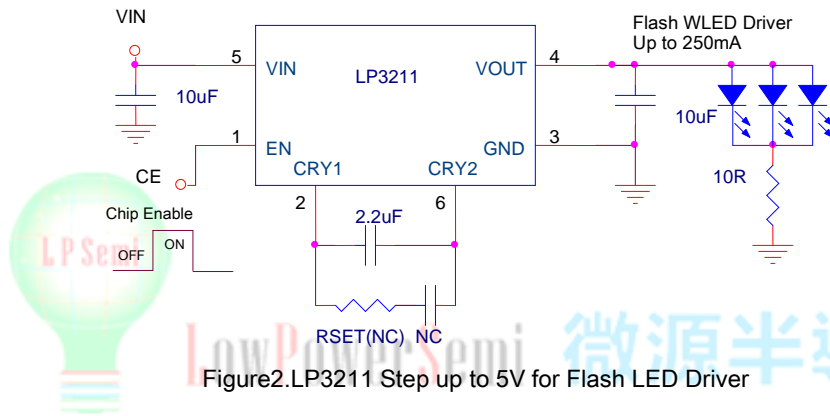 VIN
Flash WLED Driver
Up to 250mA
5
VIN
LP3211
VOUT
4
10uF
10uF
1
EN
GND
3
CE
CRY1
CRY2
10R
2
6
Chip Enable
2.2uF
OFF
ON
LP Semi
RSET(NC)
NC
LowPowerSemi
微源半导
Figure2.LP3211 Step up to 5V for Flash LED Driver